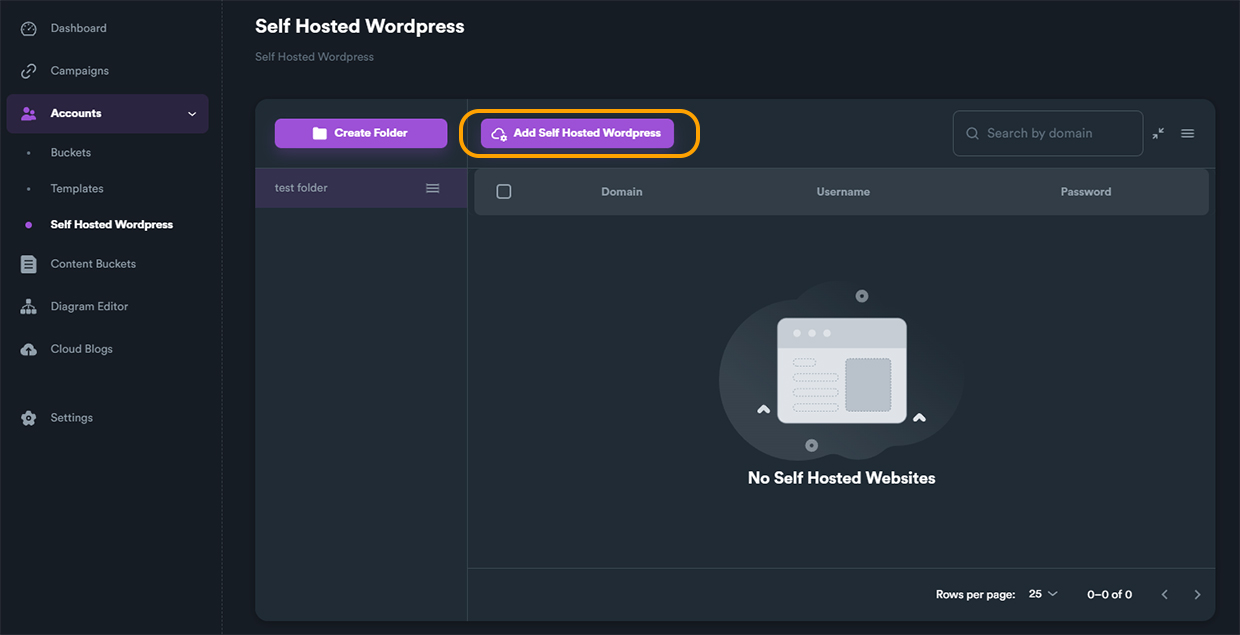 Dashboard
Campaigns
Accounts
Buckets
Templates
Self Hosted Wordpress
Content Buckets
Diagram Editor
Cloud Blogs
Settings
Self Hosted Wordpress
Self Hosted Wordpress
Create Folder
Add Self Hosted Wordpress
Search by domain
test folder
Domain Username Password
No Self Hosted Websites
Rows per page: 25 0–0 of 0